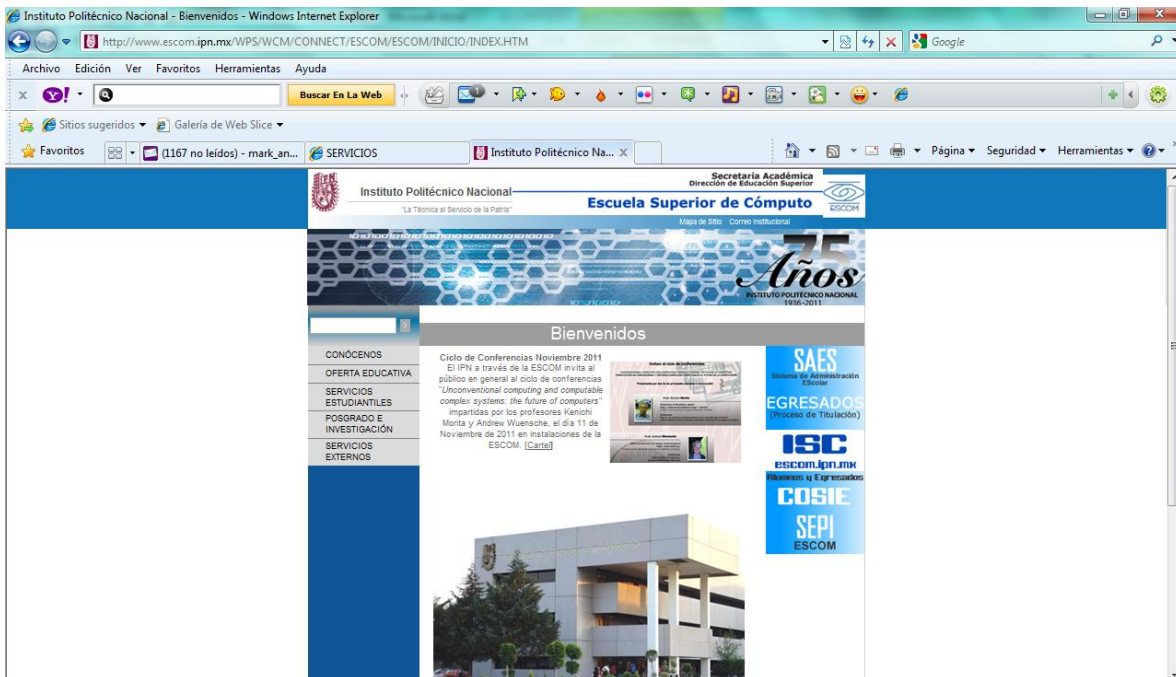 Instituto Politécnico Nacional - Bienvenidos - Windows Internet Explorer
http://www.escom.ipn.mx/WPS/WCM/CONNECT/ESCOM/ESCOM/INICIO/INDEX.HTM
Google
Archivo Edición Ver Favoritos Herramientas Ayuda
x Y! Buscar En La Web
Sitios sugeridos Galería de Web Slice
Favoritos (1167 no leídos) - mark_an... SERVICIOS Instituto Politécnico Na... Página Seguridad Herramientas
Secretaría Académica
Dirección de Educación Superior
Instituto Politécnico Nacional
"La Técnica al Servicio de la Patria"
Escuela Superior de Cómputo
ESCOM
Mapa de Sitio Correo Institucional
75
Años
INSTITUTO POLITÉCNICO NACIONAL
1936-2011
Bienvenidos
CONÓCENOS
OFERTA EDUCATIVA
SERVICIOS
ESTUDIANTILES
POSGRADO E
INVESTIGACIÓN
SERVICIOS
EXTERNOS
Ciclo de Conferencias Noviembre 2011
El IPN a través de la ESCOM invita al
público en general al ciclo de conferencias
"Unconventional computing and computable
complex systems: the future of computers"
impartidas por los profesores Kenichi
Morita y Andrew Wuensche, el día 11 de
Noviembre de 2011 en instalaciones de la
ESCOM. [Cartel]
SAES
Sistema de Administración
EScolar
EGRESADOS
(Proceso de Titulación)
ISC
escom.ipn.mx
Alumnos y Egresados
COSIE
SEPI
ESCOM